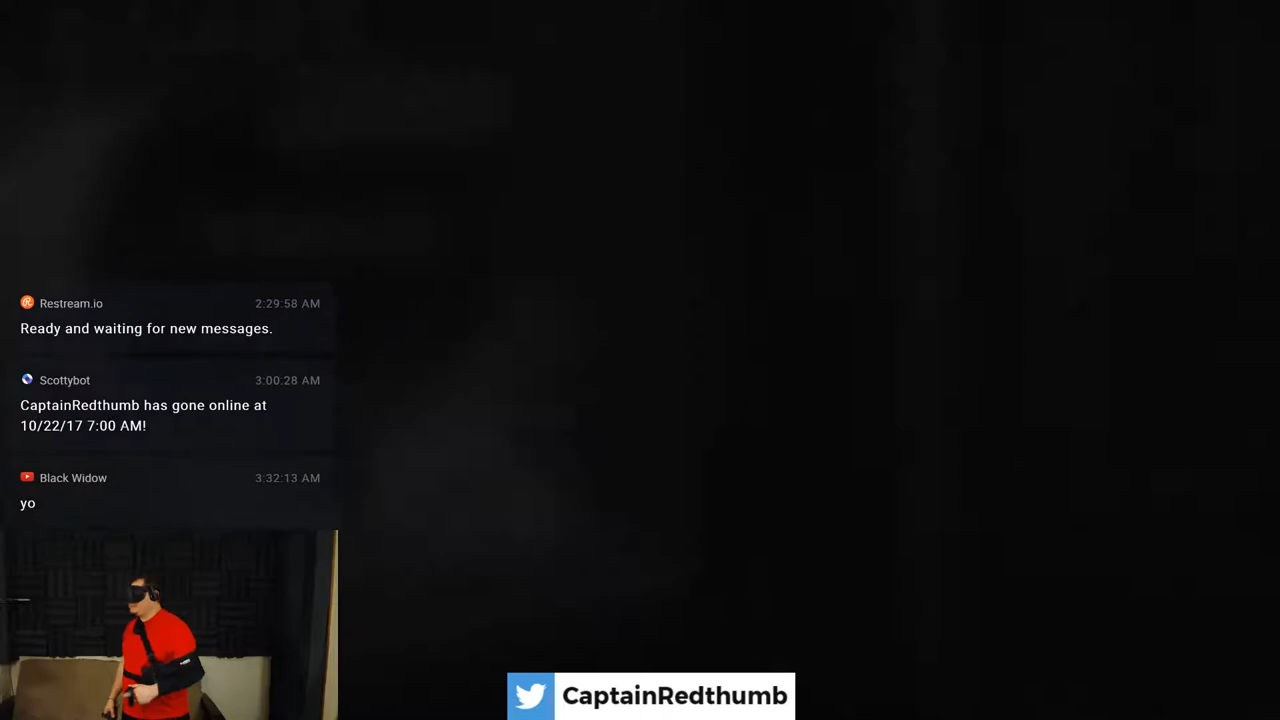 Restream.io 2:29:58 AM
Ready and waiting for new messages.
Scottybot 3:00:28 AM
CaptainRedthumb has gone online at
10/22/17 7:00 AM!
Black Widow 3:32:13 AM
yo
CaptainRedthumb